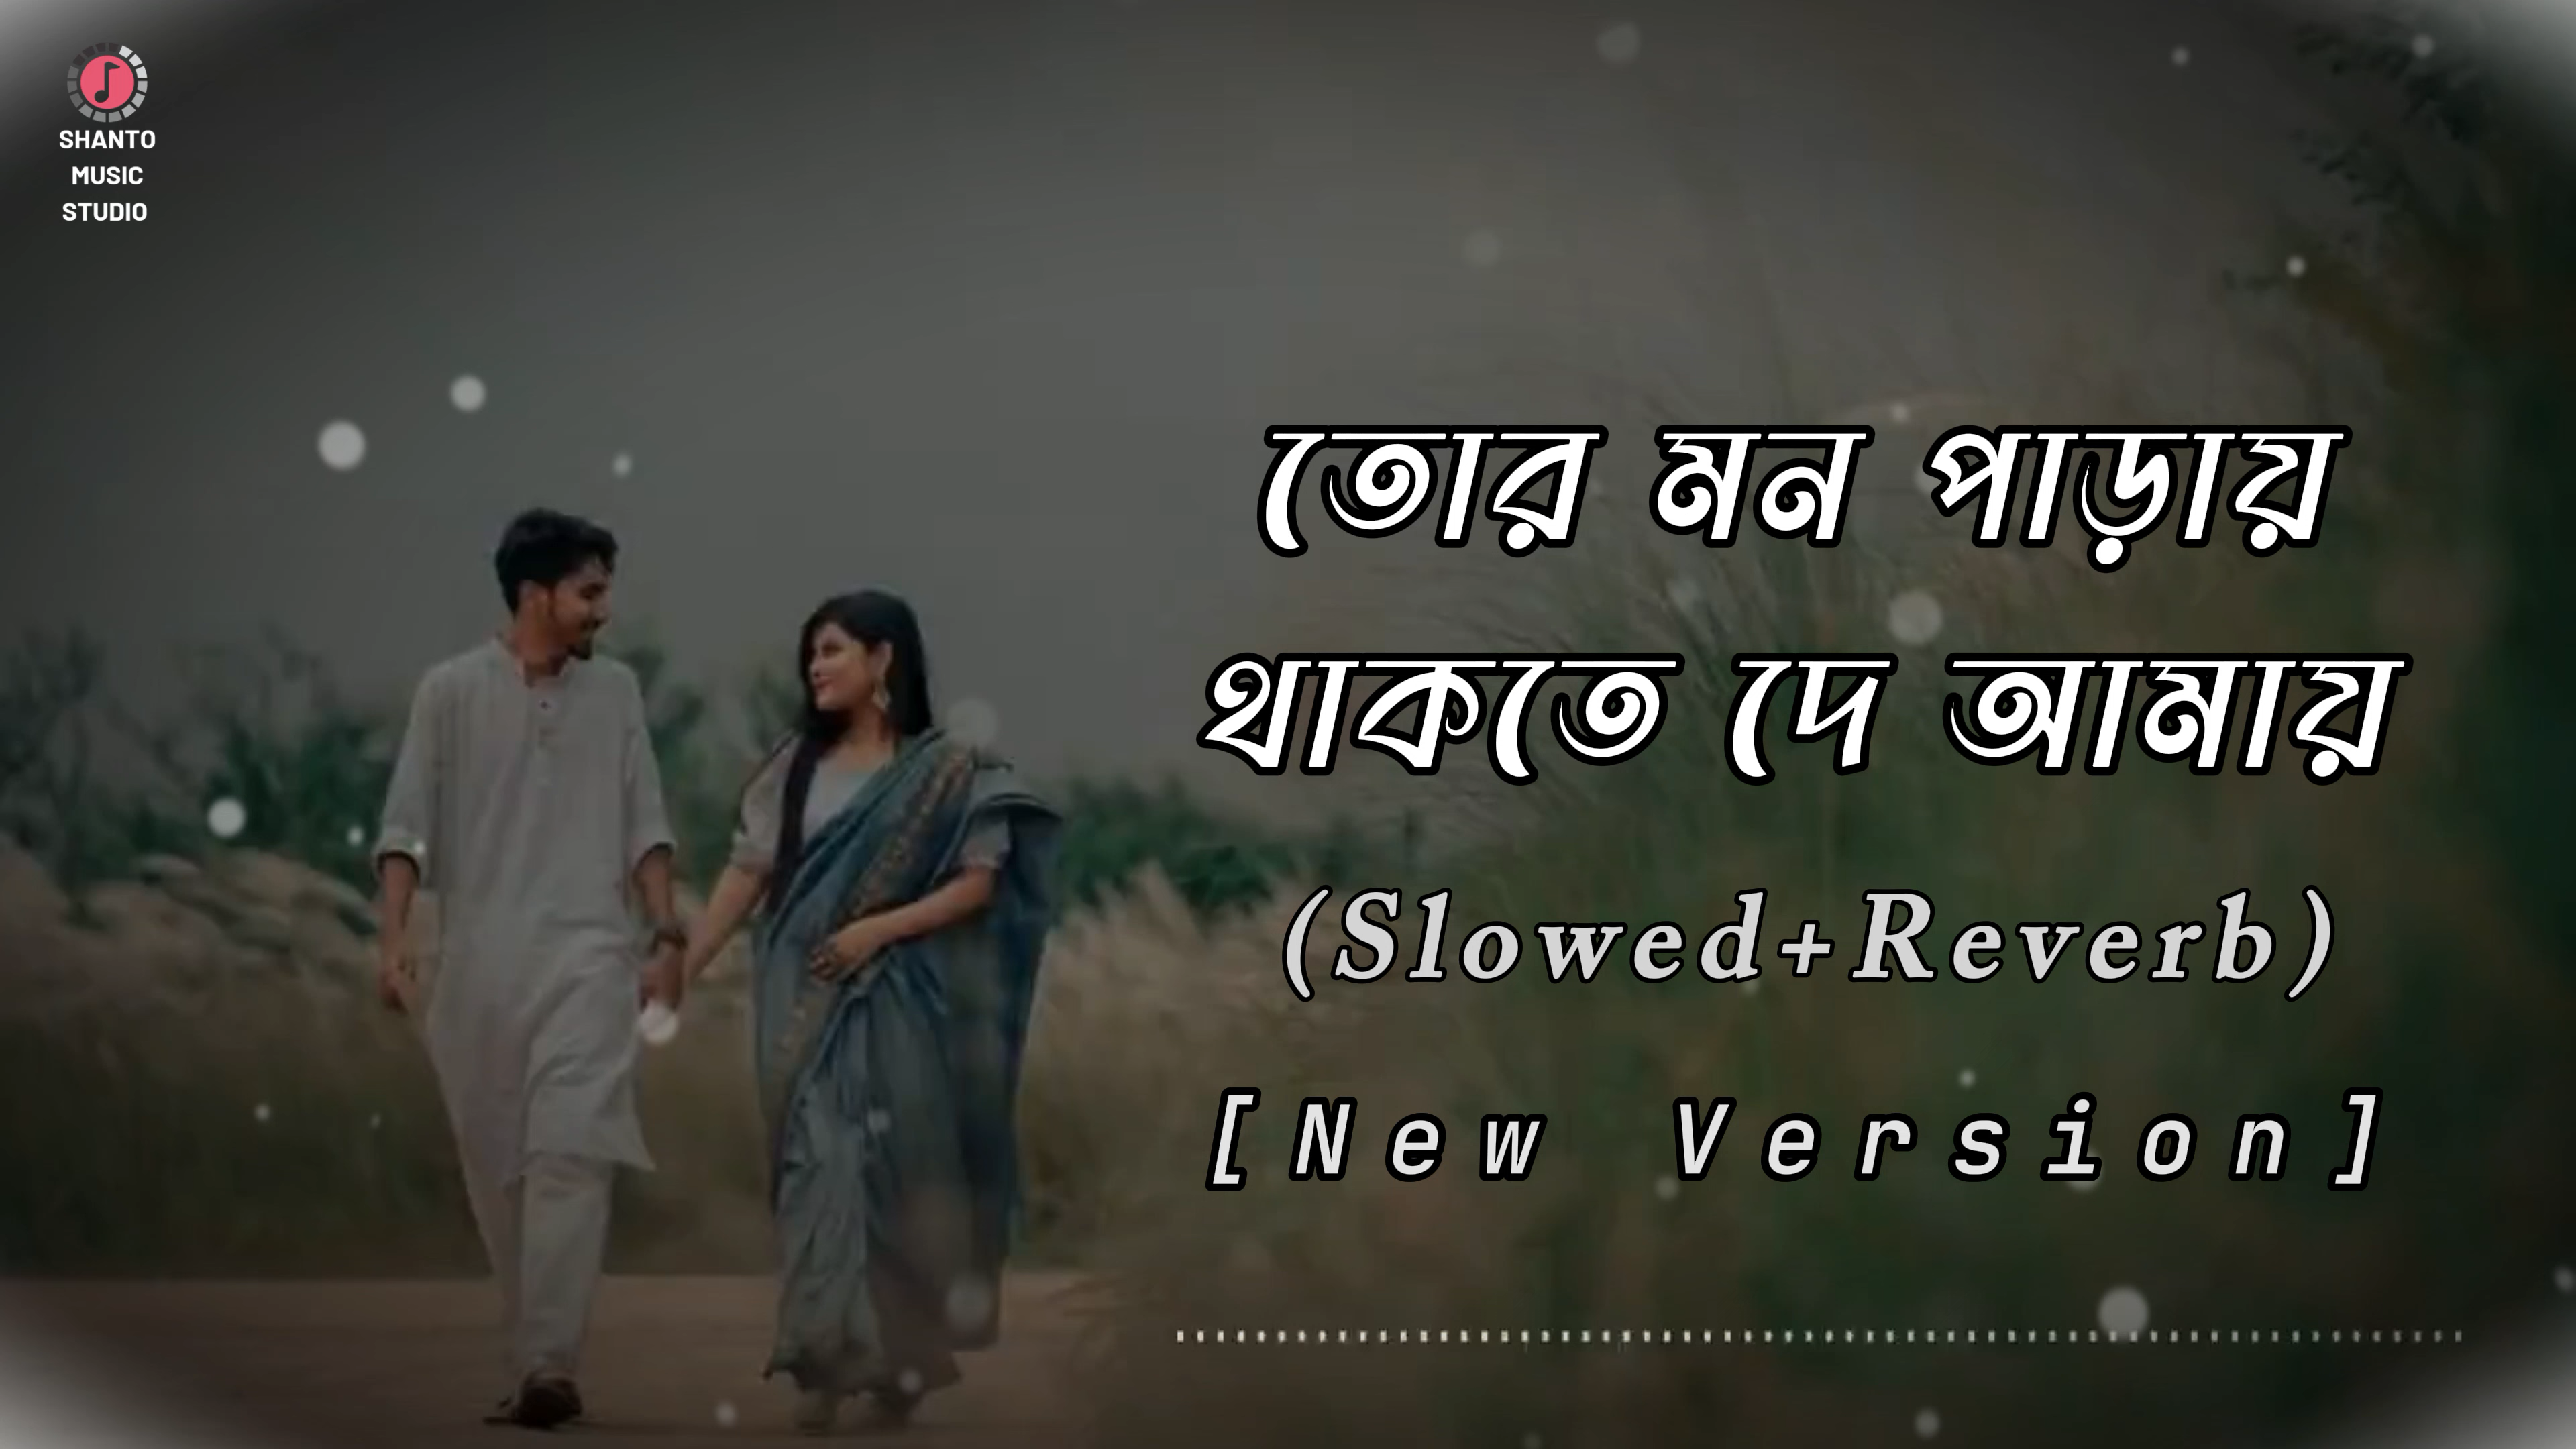 SHANTO
MUSIC
STUDIO
তোর মন পাড়ায়
থাকতে দে আমায়
(Slowed+Reverb)
[New Version]